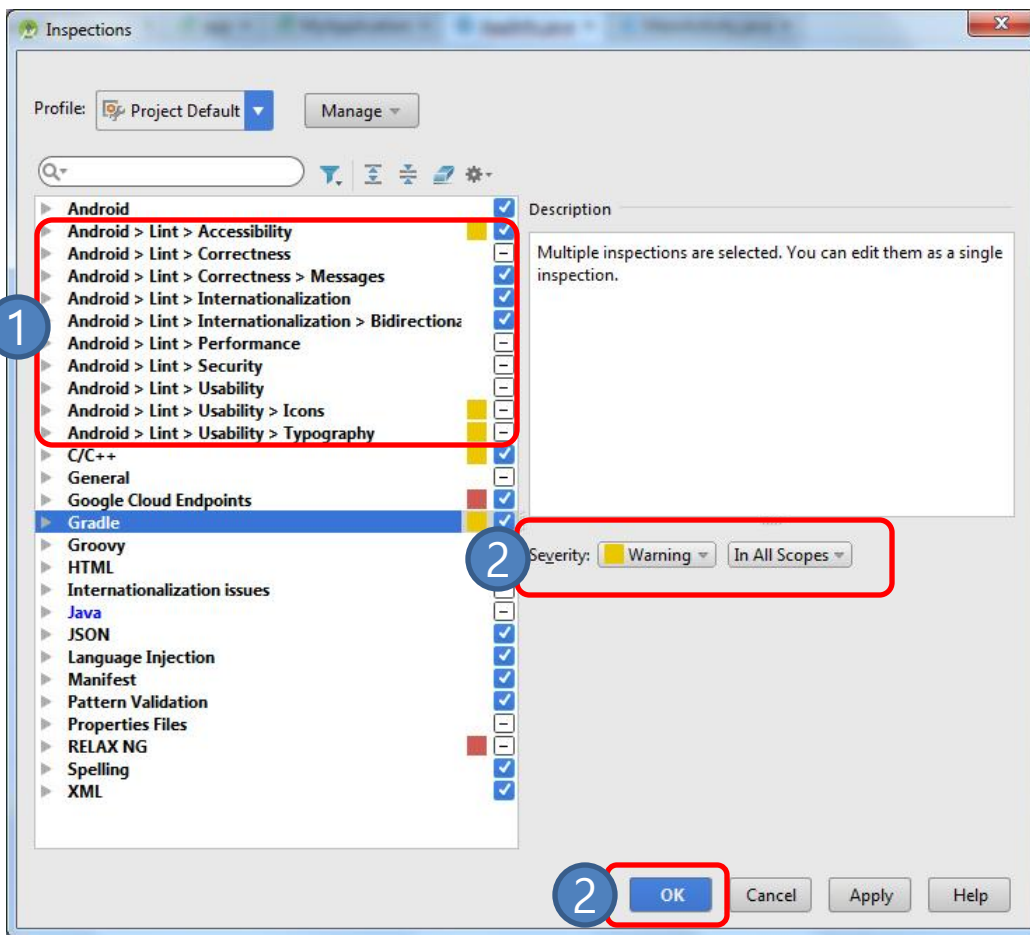 Inspections
Profile: Project Default Manage
Android
Android > Lint > Accessibility
Android > Lint > Correctness
Android > Lint > Correctness > Messages
Android > Lint > Internationalization
Android > Lint > Internationalization > Bidirectiona
Android > Lint > Performance
Android > Lint > Security
Android > Lint > Usability
Android > Lint > Usability > Icons
Android > Lint > Usability > Typography
C/C++
General
Google Cloud Endpoints
Gradle
Groovy
HTML
Internationalization issues
Java
JSON
Language Injection
Manifest
Pattern Validation
Properties Files
RELAX NG
Spelling
XML
1
Description
Multiple inspections are selected. You can edit them as a single
inspection.
2
Severity: Warning In All Scopes
2
OK Cancel Apply Help